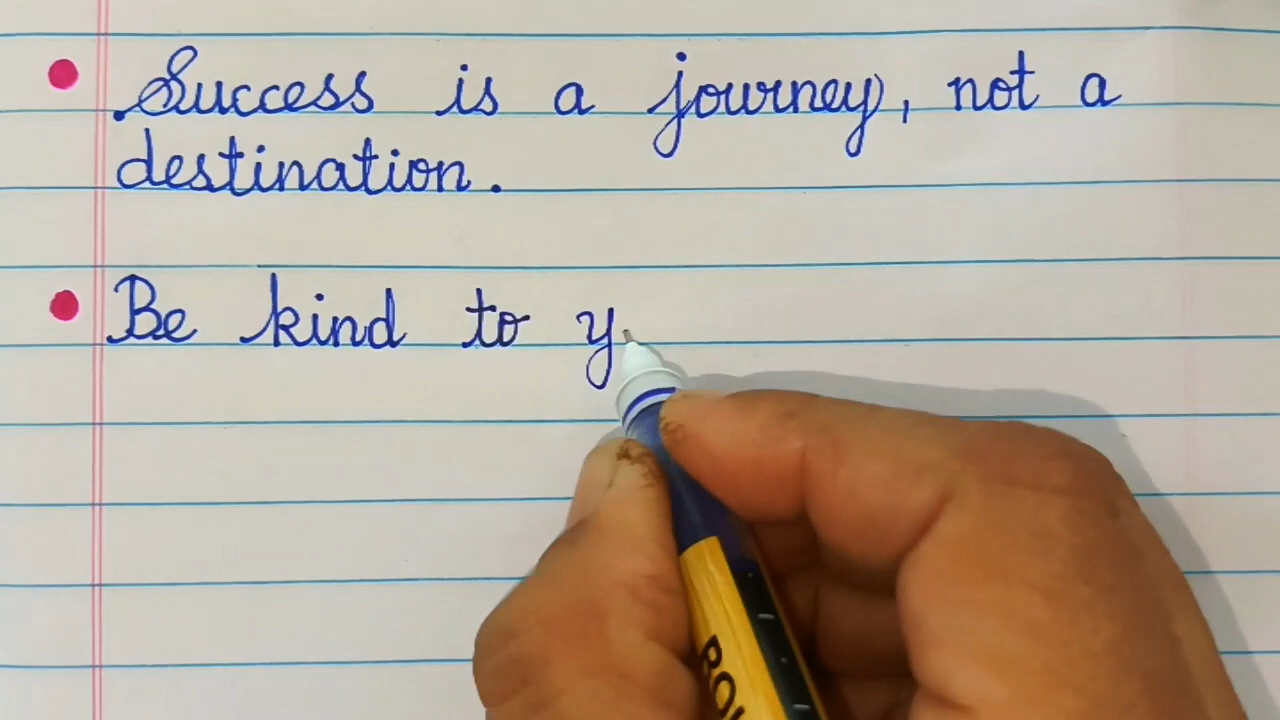 Success is a journey, not a
destination.
Be kind to y